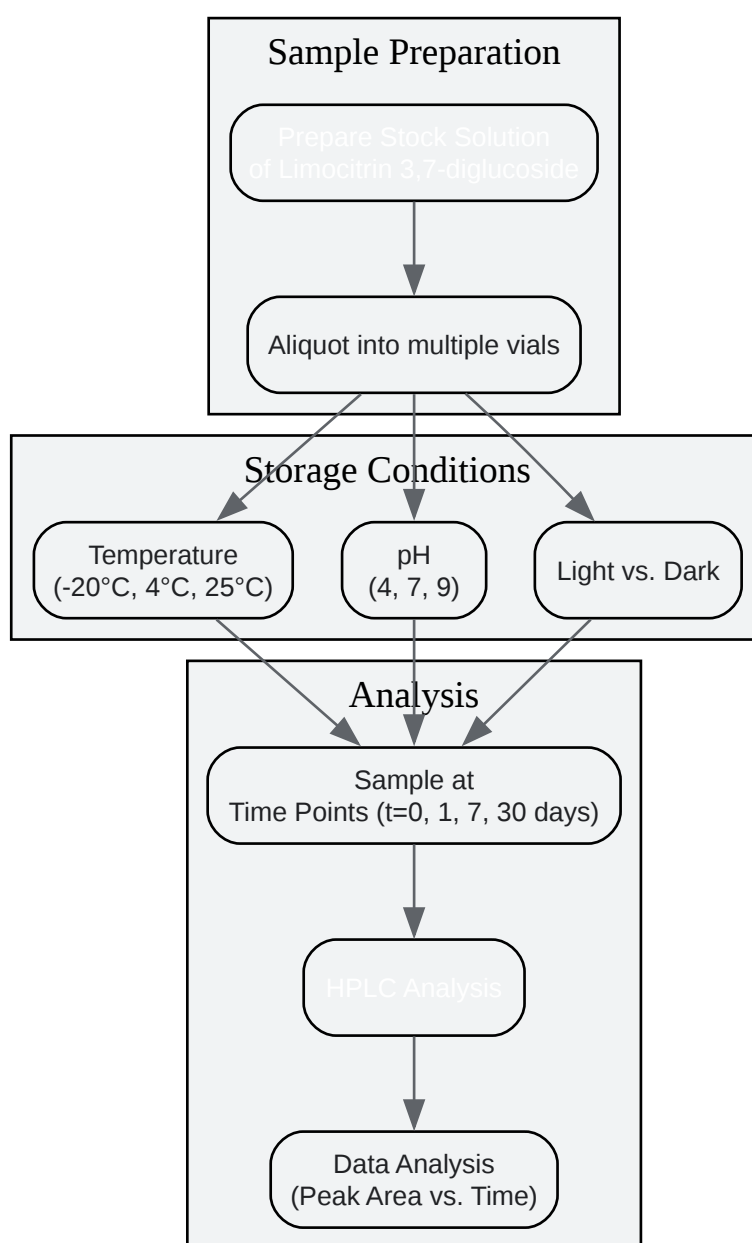 Sample Preparation
Prepare Stock Solution
of Limocitrin 3,7-diglucoside
Aliquot into multiple vials
Storage Conditions
Temperature
(-20°C, 4°C, 25°C)
pH
(4, 7, 9)
Light vs. Dark
Analysis
Sample at
Time Points (t=0, 1, 7, 30 days)
HPLC Analysis
Data Analysis
(Peak Area vs. Time)